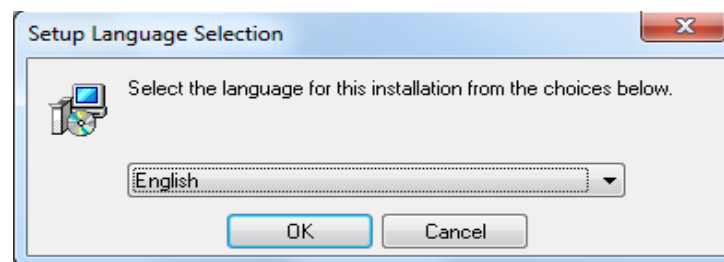 Setup Language Selection
Select the language for this installation from the choices below.
English
OK Cancel